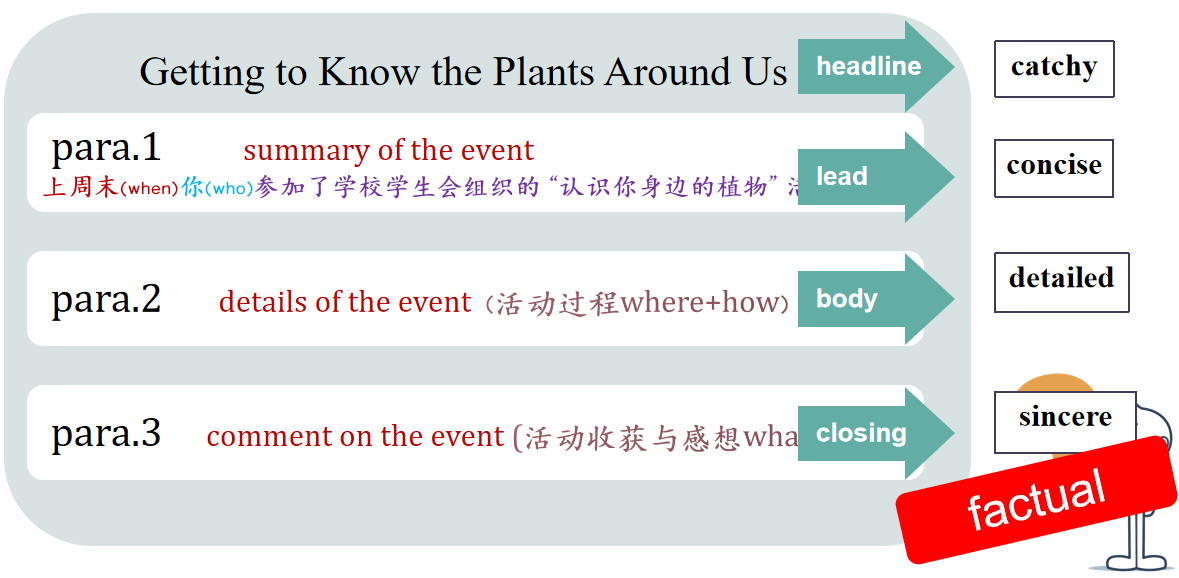 Getting to Know the Plants Around Us
headline
catchy
para.1 summary of the event
上周末(when)你(who)参加了学校学生会组织的“认识你身边的植物”
lead
concise
para.2 details of the event (活动过程where+how)
body
detailed
para.3 comment on the event (活动收获与感想wha
closing
sincere
factual